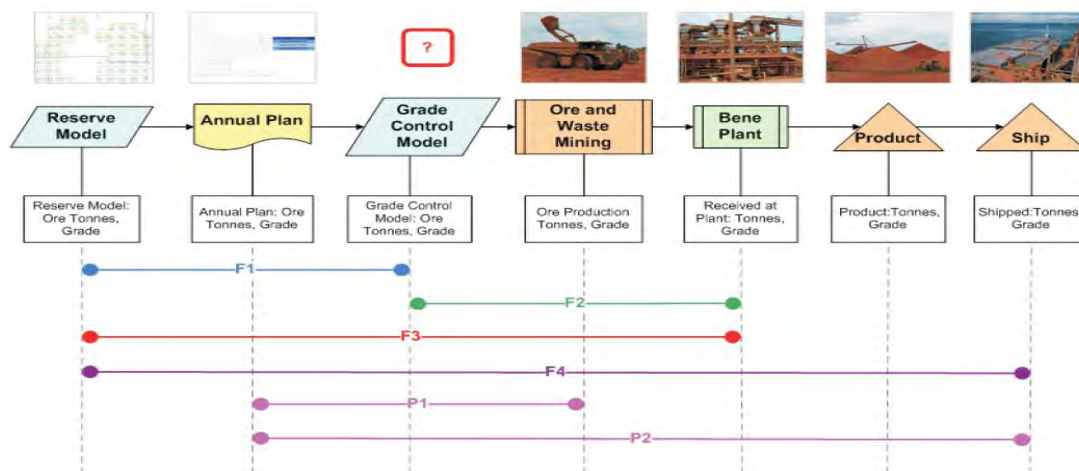 ?
Reserve
Model
Annual Plan
Grade
Control
Model
Ore and
Waste
Mining
Bene
Plant
Product
Ship
Reserve Model:
Ore Tonnes,
Grade
Annual Plan: Ore
Tonnes, Grade
Grade Control
Model: Ore
Tonnes, Grade
Ore Production
Tonnes, Grade
Received at
Plant: Tonnes,
Grade
Product:Tonnes,
Grade
Shipped:Tonnes
Grade
F1
F2
F3
F4
P1
P2